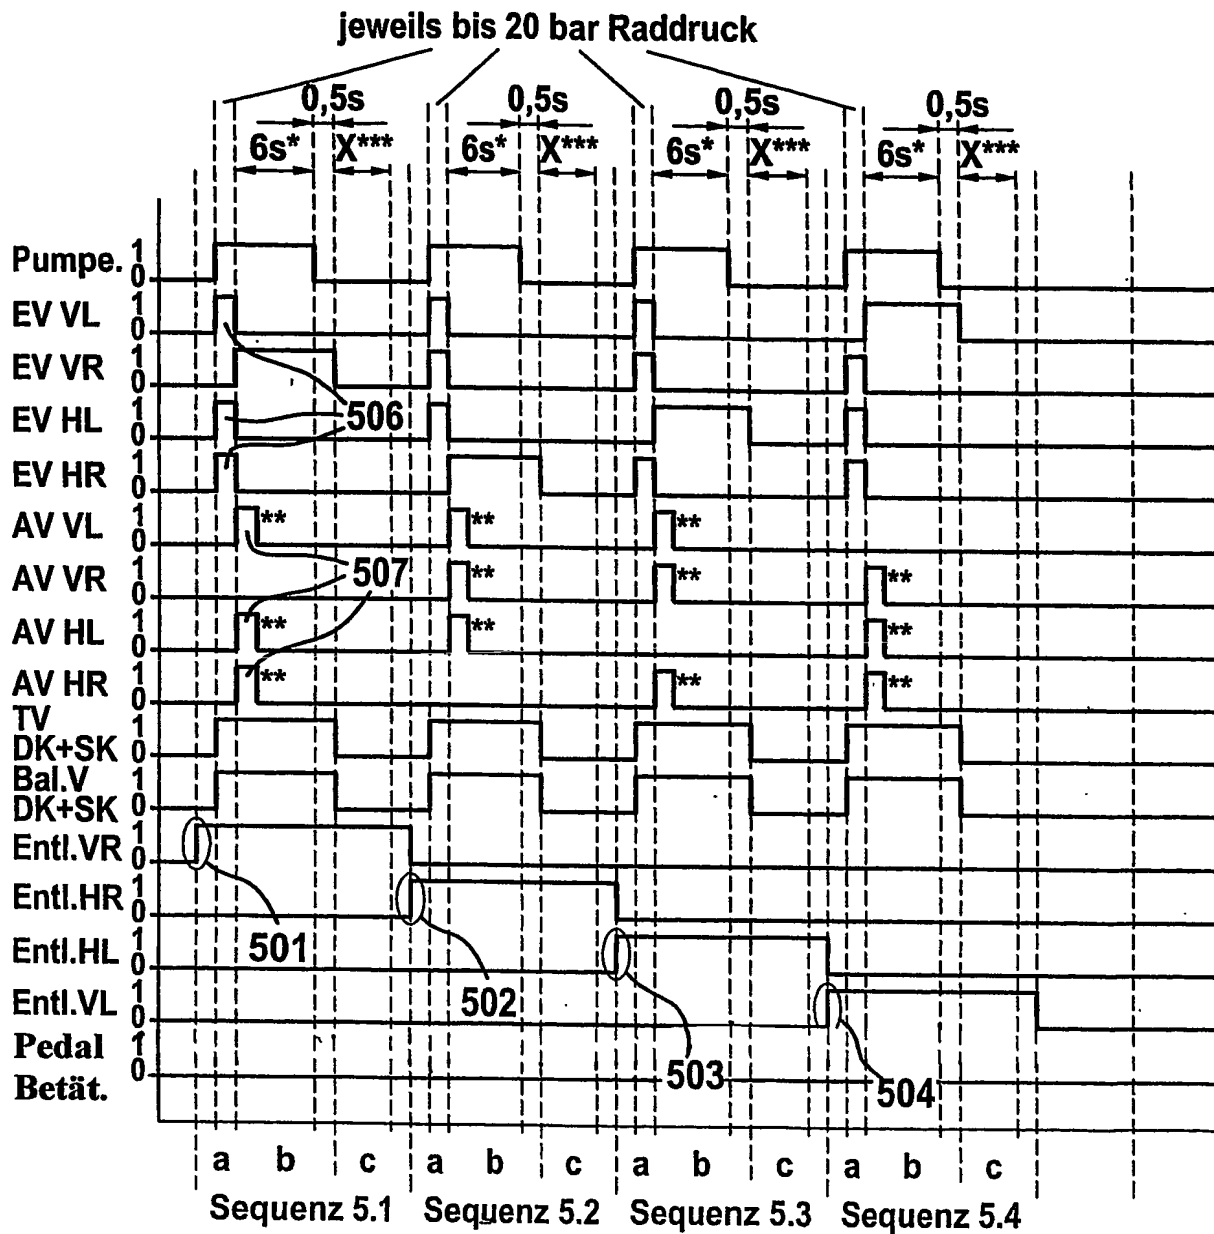 jeweils bis 20 bar Raddruck
0,5s 0,5s 0,5s
6s* X*** 6s* X*** 6s* X*** 6s* X***
Pumpe. 1 0
EV VL 1 0
EV VR 1 0
EV HL 1 0 506
EV HR 1 0
AV VL 1 0 ** ** **
AV VR 1 0 507 ** ** **
AV HL 1 0 ** ** **
AV HR 1 0 ** ** **
TV DK+SK 1 0
Bal.V DK+SK 1 0
Entl.VR 1 0
Entl.HR 1 0
501
Entl.HL 1 0
Entl.VL 1 0
502
Pedal Betät. 1 0
503
504
a b c a b c a b c a b c
Sequenz 5.1 Sequenz 5.2 Sequenz 5.3 Sequenz 5.4